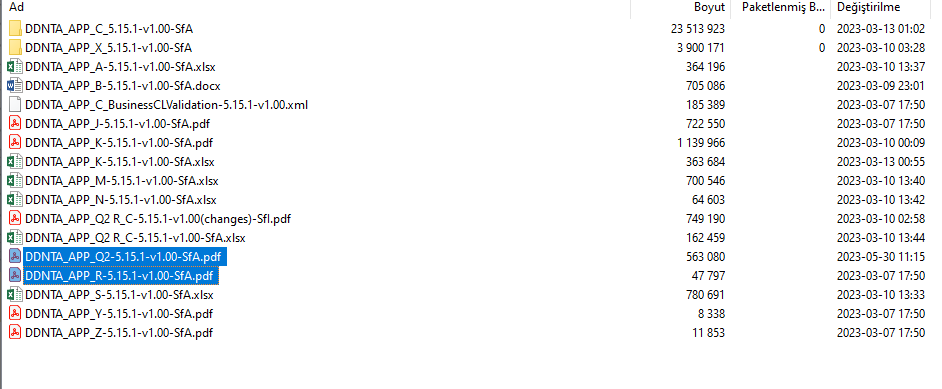 Ad Boyut Paketlenmiş B... Değiştirilme
DDNTA_APP_C_5.15.1-v1.00-SfA 23 513 923 0 2023-03-13 01:02
DDNTA_APP_X_5.15.1-v1.00-SfA 3 900 171 0 2023-03-10 03:28
DDNTA_APP_A-5.15.1-v1.00-SfA.xlsx 364 196 2023-03-10 13:37
DDNTA_APP_B-5.15.1-v1.00-SfA.docx 705 086 2023-03-09 23:01
DDNTA_APP_C_BusinessCLValidation-5.15.1-v1.00.xml 185 389 2023-03-07 17:50
DDNTA_APP_J-5.15.1-v1.00-SfA.pdf 722 550 2023-03-07 17:50
DDNTA_APP_K-5.15.1-v1.00-SfA.pdf 1 139 966 2023-03-10 00:09
DDNTA_APP_K-5.15.1-v1.00-SfA.xlsx 363 684 2023-03-13 00:55
DDNTA_APP_M-5.15.1-v1.00-SfA.xlsx 700 546 2023-03-10 13:40
DDNTA_APP_N-5.15.1-v1.00-SfA.xlsx 64 603 2023-03-10 13:42
DDNTA_APP_Q2 R_C-5.15.1-v1.00(changes)-SfI.pdf 749 190 2023-03-10 02:58
DDNTA_APP_Q2 R_C-5.15.1-v1.00-SfA.xlsx 162 459 2023-03-10 13:44
DDNTA_APP_Q2-5.15.1-v1.00-SfA.pdf 563 080 2023-05-30 11:15
DDNTA_APP_R-5.15.1-v1.00-SfA.pdf 47 797 2023-03-07 17:50
DDNTA_APP_S-5.15.1-v1.00-SfA.xlsx 780 691 2023-03-10 13:33
DDNTA_APP_Y-5.15.1-v1.00-SfA.pdf 8 338 2023-03-07 17:50
DDNTA_APP_Z-5.15.1-v1.00-SfA.pdf 11 853 2023-03-07 17:50